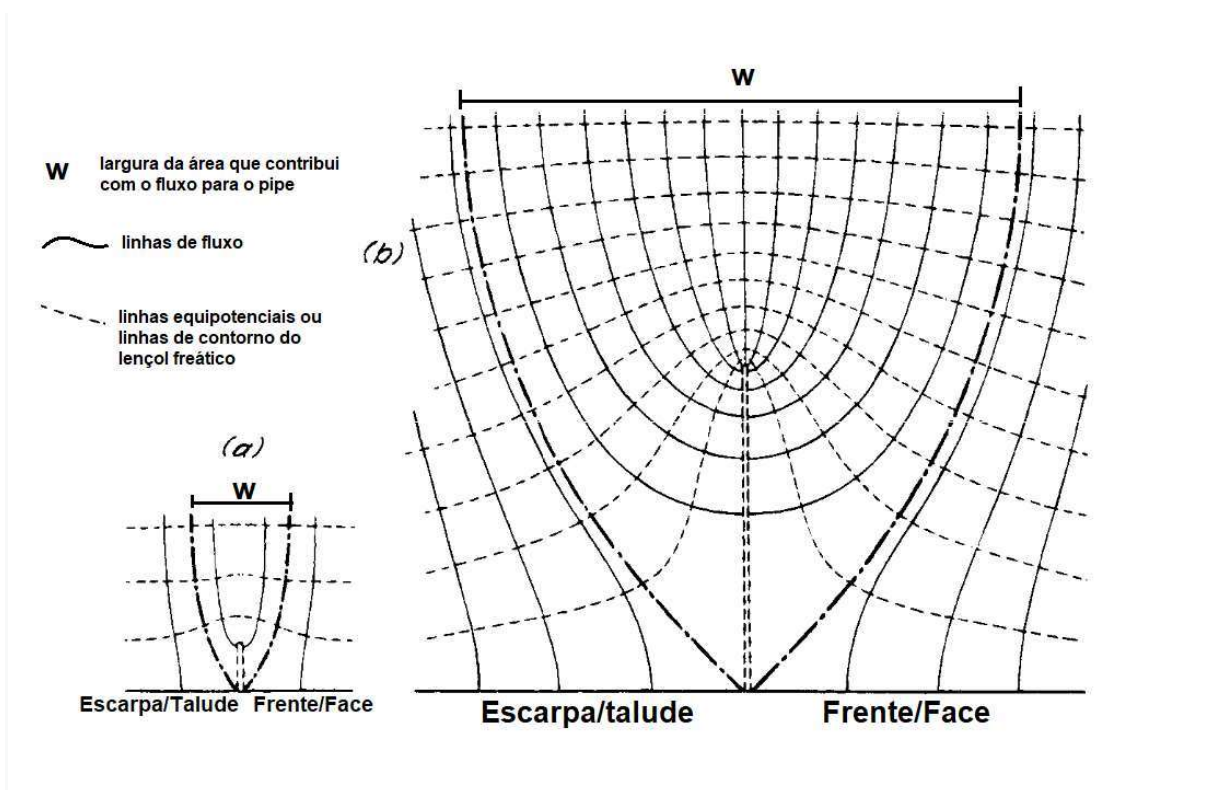 W
W
largura da área que contribui
com o fluxo para o pipe
linhas de fluxo
(b)
linhas equipotenciais ou
linhas de contorno do
lençol freático
(a)
W
Escarpa/Talude Frente/Face
Escarpa/talude
Frente/Face